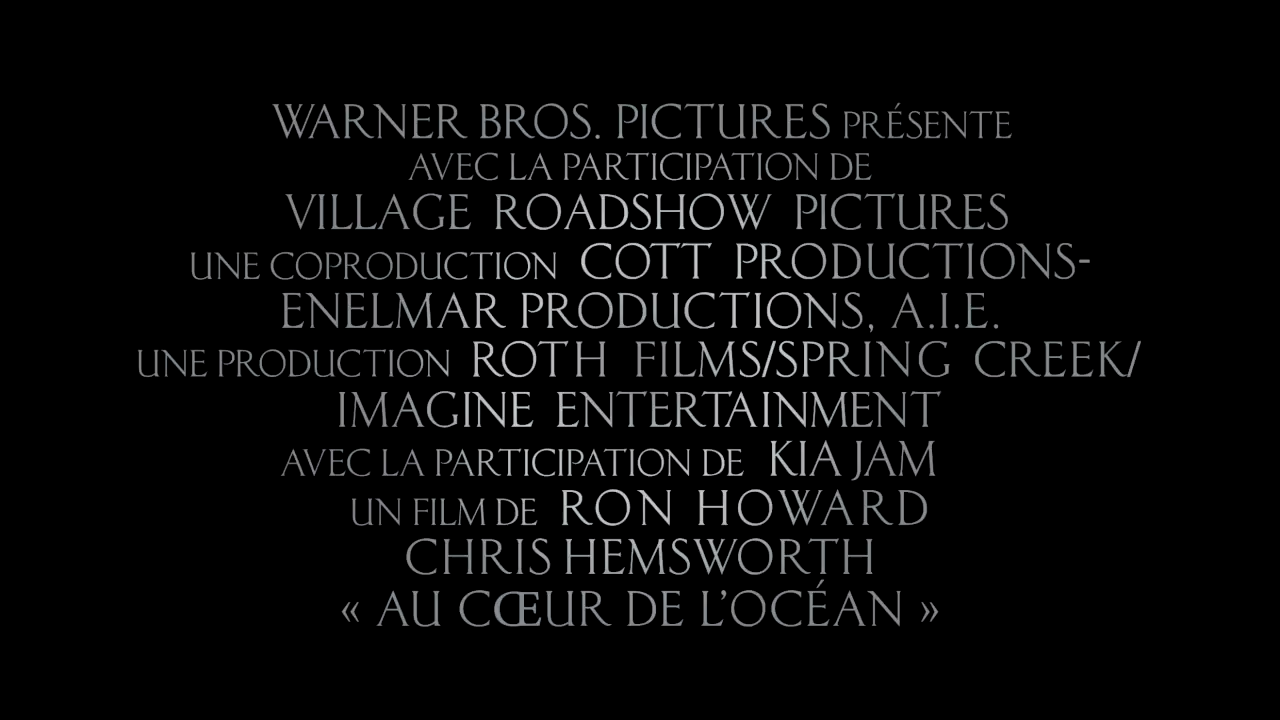 WARNER BROS. PICTURES PRÉSENTE
AVEC LA PARTICIPATION DE
VILLAGE ROADSHOW PICTURES
UNE COPRODUCTION COTT PRODUCTIONS-
ENELMAR PRODUCTIONS, A.I.E.
UNE PRODUCTION ROTH FILMS/SPRING CREEK/
IMAGINE ENTERTAINMENT
AVEC LA PARTICIPATION DE KIA JAM
UN FILM DE RON HOWARD
CHRIS HEMSWORTH
« AU CŒUR DE L’OCÉAN »